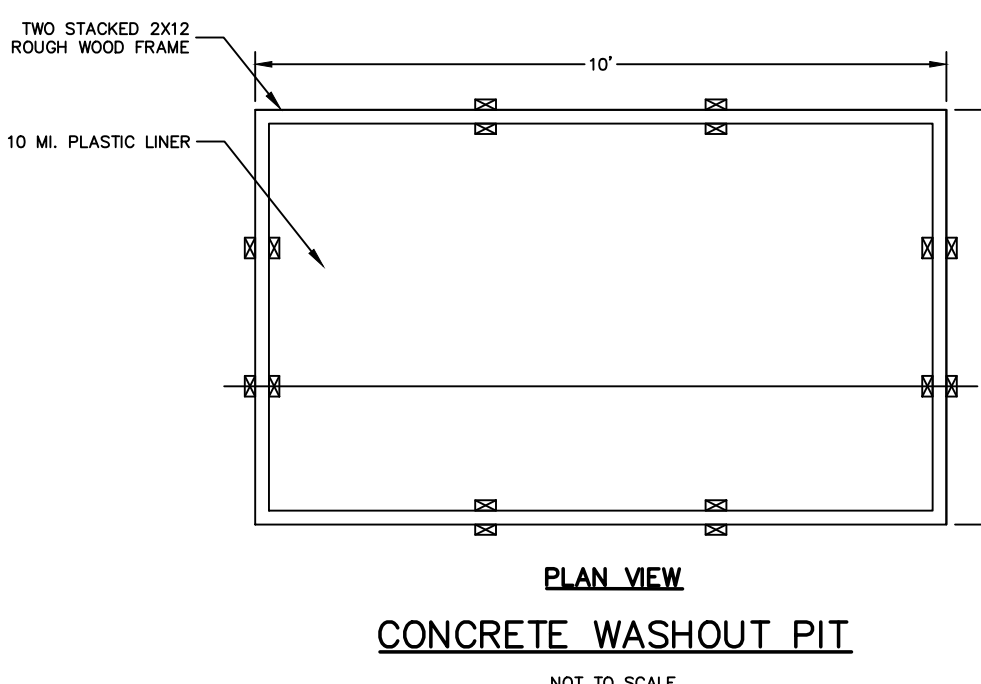 TWO STACKED 2X12
ROUGH WOOD FRAME
10'
10 MI. PLASTIC LINER
PLAN VIEW
CONCRETE WASHOUT PIT
NOT TO SCALE